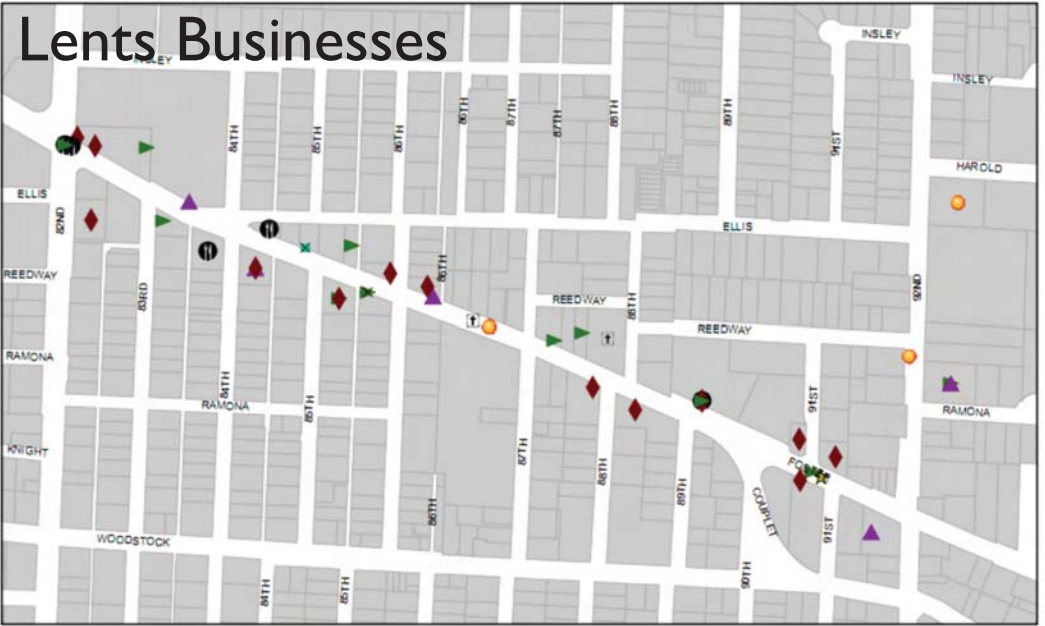 Lents Businesses
INSLEY
INSLEY
INSLEY
86TH
87TH
87TH
88TH
89TH
84TH
85TH
86TH
91ST
HAROLD
ELLIS
82ND
ELLIS
REEDWAY
83RD
86TH
REEDWAY
88TH
92ND
REEDWAY
RAMONA
84TH
RAMONA
85TH
91ST
RAMONA
KNIGHT
87TH
88TH
89TH
86TH
COUPLET
91ST
WOODSTOCK
84TH
85TH
90TH